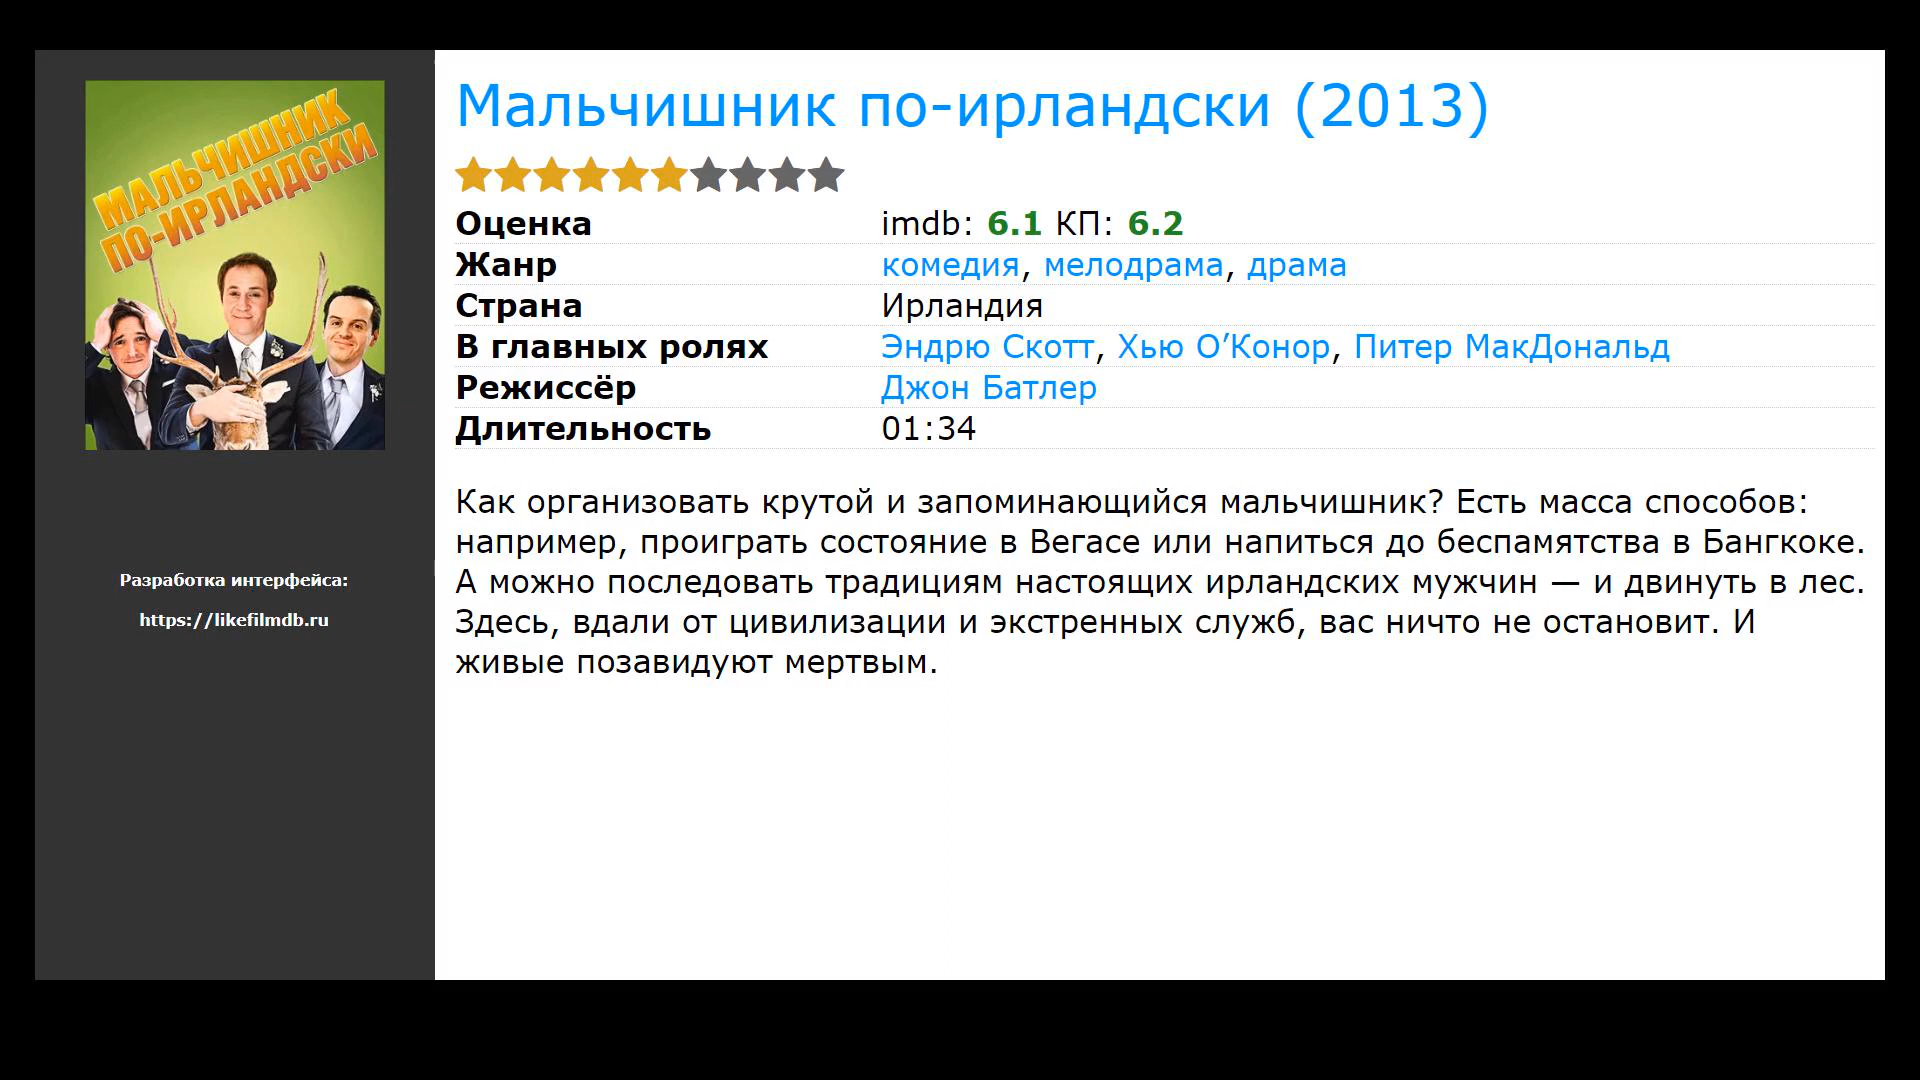 МАЛЬЧИШНИК
ПО-ИРЛАНДСКИ
Разработка интерфейса:
https://likefilmdb.ru
Мальчишник по-ирландски (2013)
Оценка imdb: 6.1 КП: 6.2
Жанр комедия, мелодрама, драма
Страна Ирландия
В главных ролях Эндрю Скотт, Хью О’Конор, Питер МакДональд
Режиссёр Джон Батлер
Длительность 01:34
Как организовать крутой и запоминающийся мальчишник? Есть масса способов:
например, проиграть состояние в Вегасе или напиться до беспамятства в Бангкоке.
А можно последовать традициям настоящих ирландских мужчин — и двинуть в лес.
Здесь, вдали от цивилизации и экстренных служб, вас ничто не остановит. И
живые позавидуют мертвым.